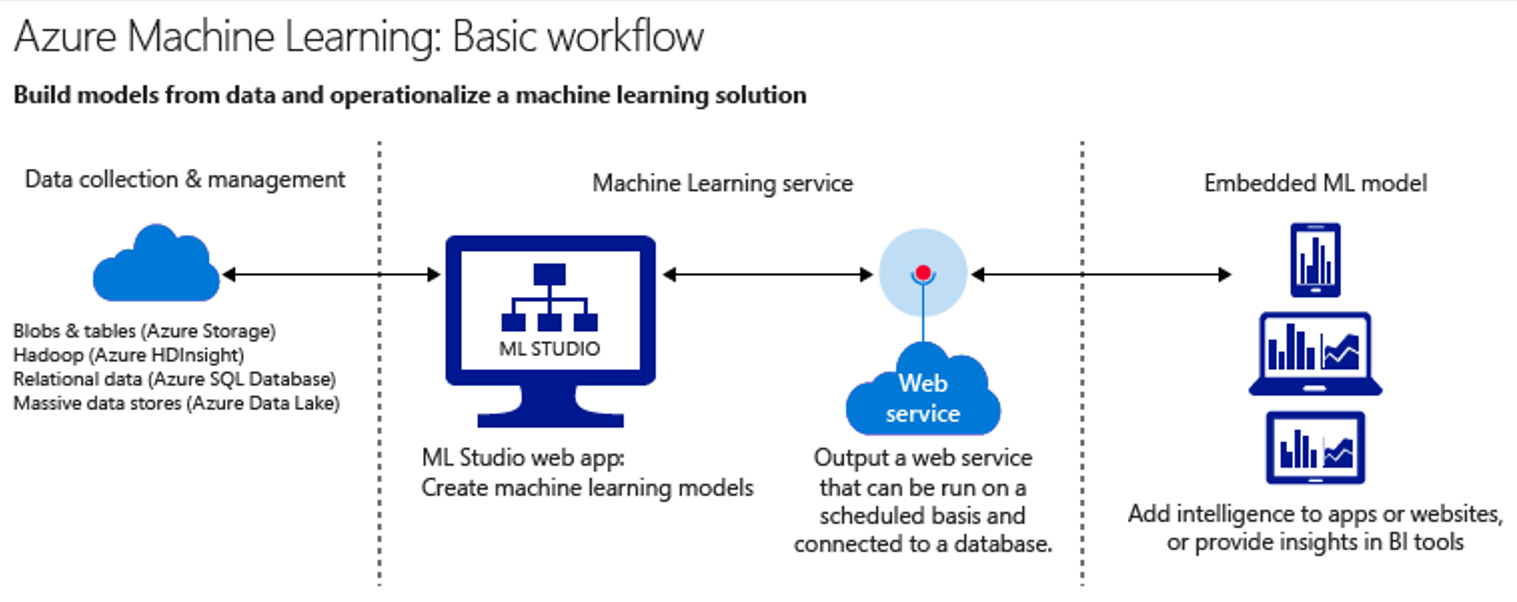 Azure Machine Learning: Basic workflow
Build models from data and operationalize a machine learning solution
Data collection & management
Blobs & tables (Azure Storage)
Hadoop (Azure HDInsight)
Relational data (Azure SQL Database)
Massive data stores (Azure Data Lake)
Machine Learning service
ML STUDIO
ML Studio web app:
Create machine learning models
Web
service
Output a web service
that can be run on a
scheduled basis and
connected to a database.
Embedded ML model
Add intelligence to apps or websites,
or provide insights in BI tools